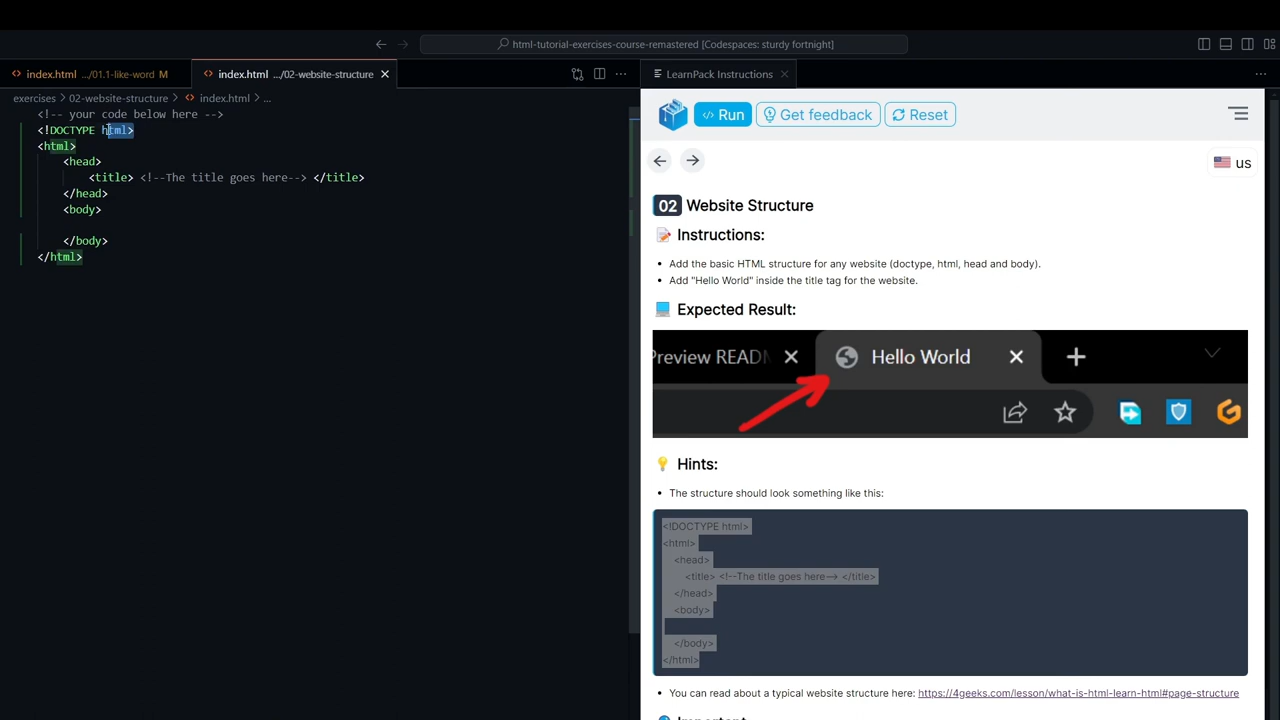 html-tutorial-exercises-course-remastered [Codespaces: sturdy fortnight]
index.html .../01.1-like-word M
index.html .../02-website-structure
LearnPack Instructions
exercises > 02-website-structure > index.html > ...
<!-- your code below here -->
<!DOCTYPE html>
<html>
<head>
<title> <!--The title goes here--> </title>
</head>
<body>
</body>
</html>
Run
Get feedback
Reset
us
02 Website Structure
Instructions:
• Add the basic HTML structure for any website (doctype, html, head and body).
• Add "Hello World" inside the title tag for the website.
Expected Result:
Preview READ
Hello World
Hints:
• The structure should look something like this:
<!DOCTYPE html>
<html>
<head>
<title> <!--The title goes here--> </title>
</head>
<body>
</body>
</html>
• You can read about a typical website structure here: https://4geeks.com/lesson/what-is-html-learn-html#page-structure
Important